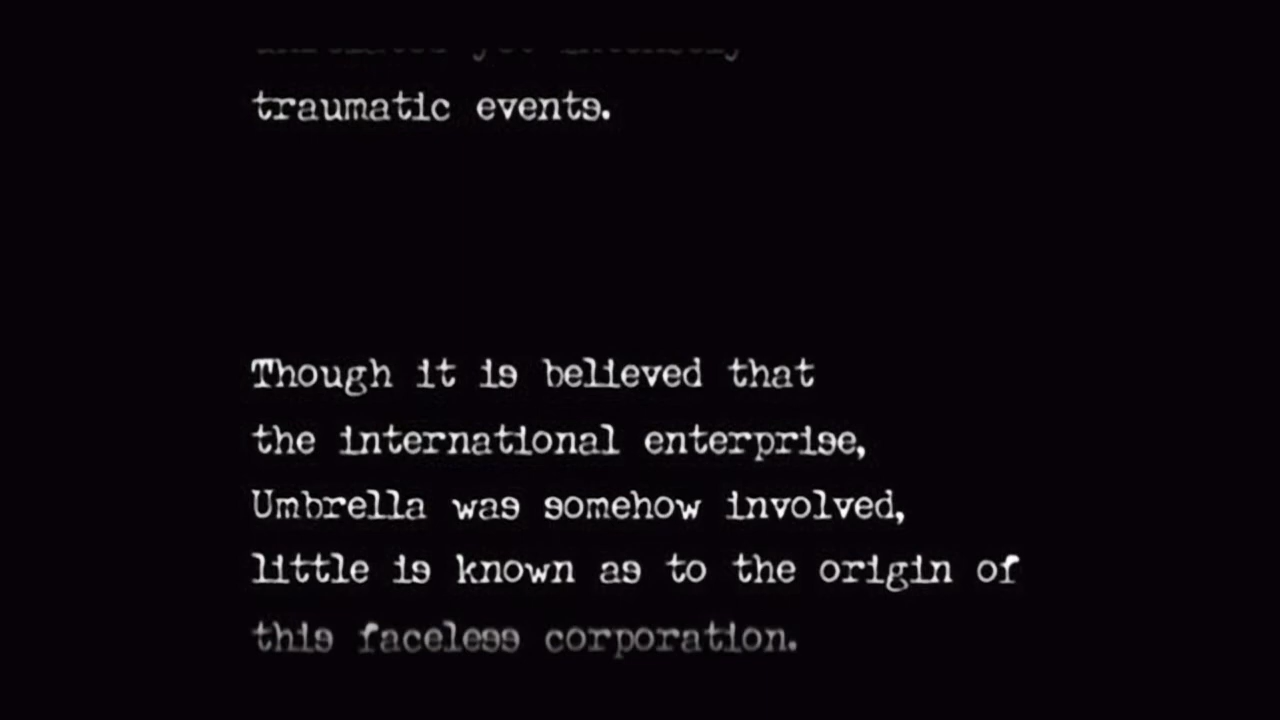 traumatic events.
Though it is believed that
the international enterprise,
Umbrella was somehow involved,
little is known as to the origin of
this faceless corporation.